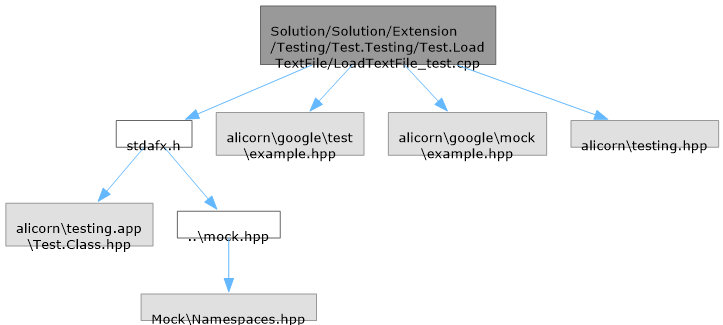 Solution/Solution/Extension
/Testing/Test.Testing/Test.Load
TextFile/LoadTextFile_test.cpp
stdafx.h
alicorn\google\test
\example.hpp
alicorn\google\mock
\example.hpp
alicorn\testing.hpp
alicorn\testing.app
\Test.Class.hpp
..\mock.hpp
Mock\Namespaces.hpp